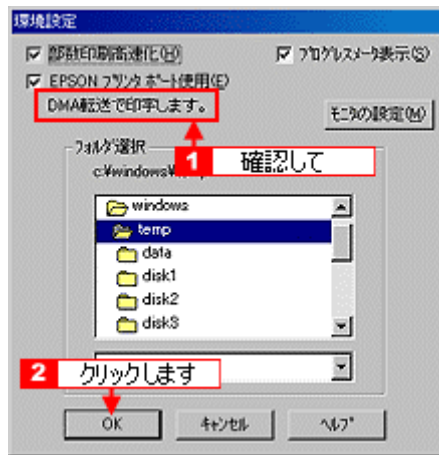 環境設定
部数印刷高速化(H)
プログレスメータ表示(S)
EPSON プリンタ ポート使用(E)
DMA転送で印字します。
モニタの設定(M)
フォルダ選択
1 確認して
c:¥windows¥
windows
temp
data
disk1
disk2
disk3
2 クリックします
OK
キャンセル
ヘルプ